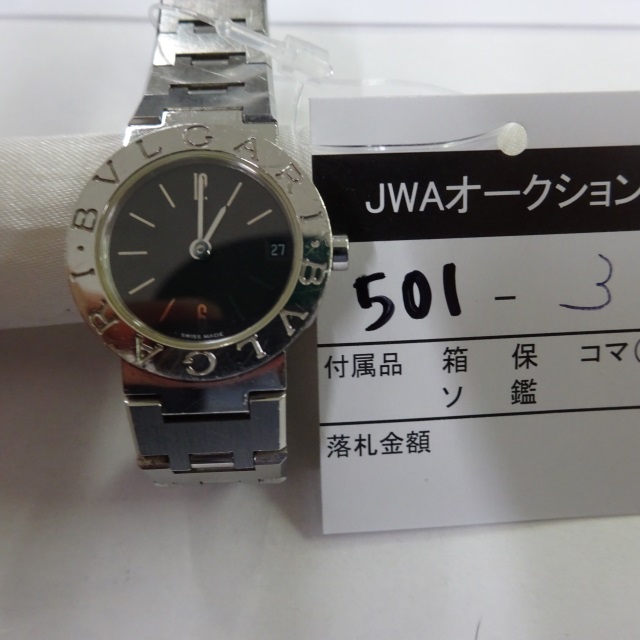 BVLGARI · BVLGARI ·
27
SWISS MADE
JWAオークション
501 - 3
付属品 箱 保 コマ(
ソ 鑑
落札金額